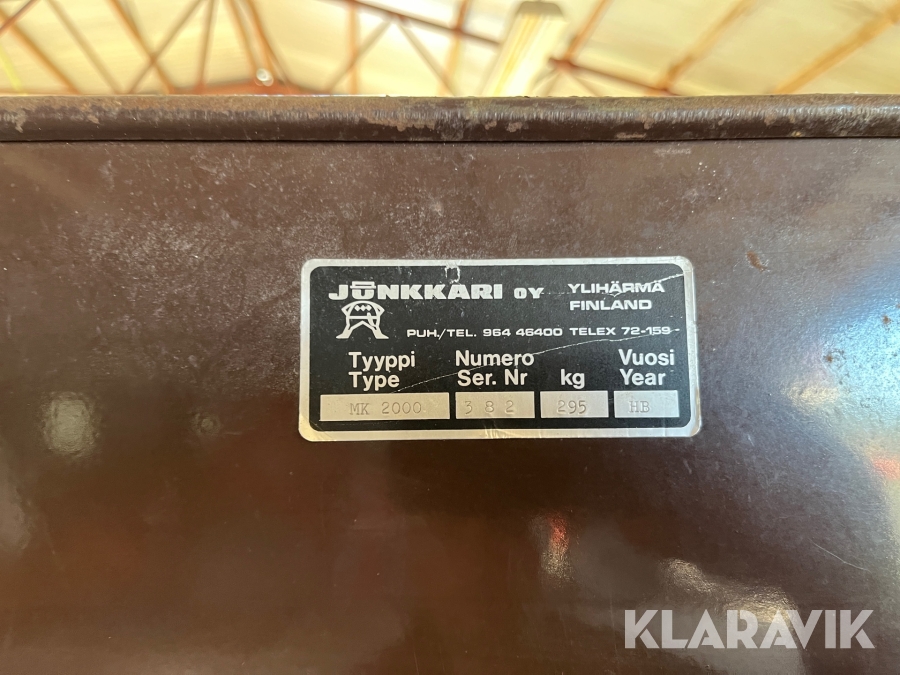 JUNKKARI OY YLIHÄRMÄ
FINLAND
PUH./TEL. 964 46400 TELEX 72-159
Tyyppi Numero Vuosi
Type Ser. Nr kg Year
MK 2000 382 295 HB
KLARAVIK